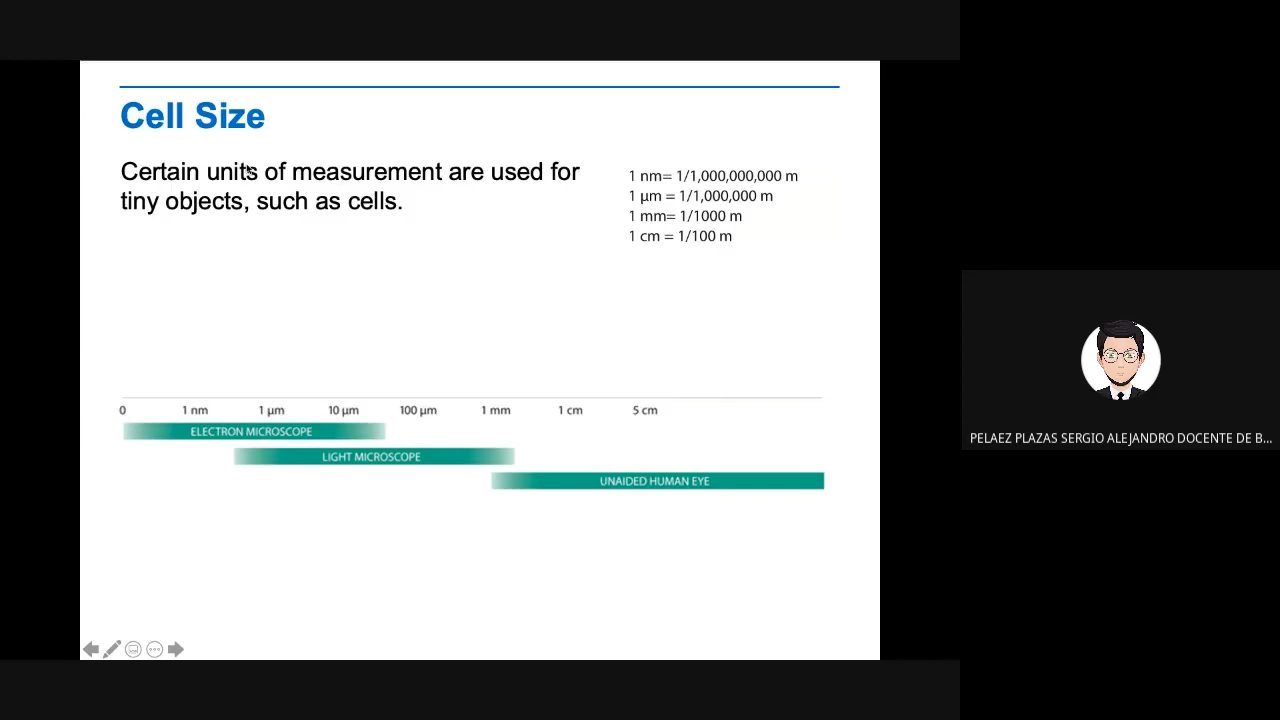 Cell Size
Certain units of measurement are used for
tiny objects, such as cells.
1 nm= 1/1,000,000,000 m
1 µm = 1/1,000,000 m
1 mm= 1/1000 m
1 cm = 1/100 m
0 1 nm 1 µm 10 µm 100 µm 1 mm 1 cm 5 cm
ELECTRON MICROSCOPE
LIGHT MICROSCOPE
UNAIDED HUMAN EYE
PELAEZ PLAZAS SERGIO ALEJANDRO DOCENTE DE B...